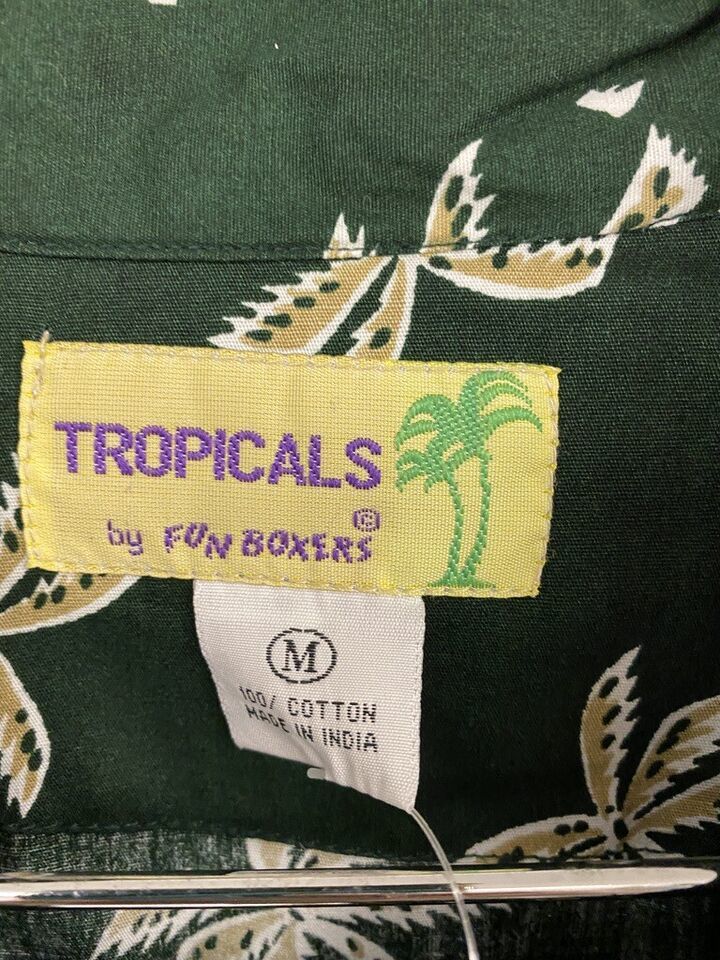 TROPICALS
by FUN BOXERS®
M
100% COTTON
MADE IN INDIA